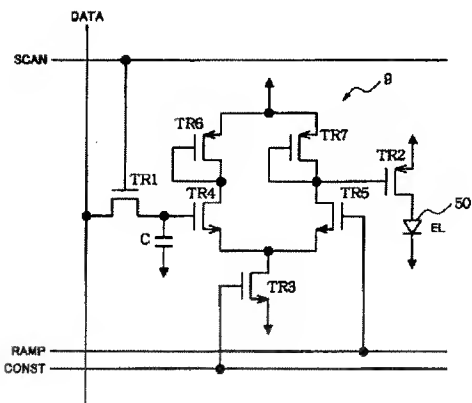 DATA
SCAN
9
TR6
TR7
TR2
TR1
TR4
TR5
50
C
EL
TR3
RAMP
CONST